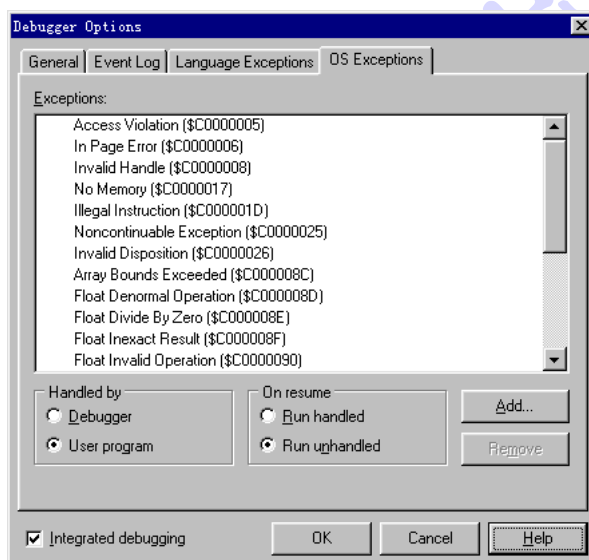 Debugger Options
General Event Log Language Exceptions OS Exceptions
Exceptions:
Access Violation ($C0000005)
In Page Error ($C0000006)
Invalid Handle ($C0000008)
No Memory ($C0000017)
Illegal Instruction ($C000001D)
Noncontinuable Exception ($C0000025)
Invalid Disposition ($C0000026)
Array Bounds Exceeded ($C000008C)
Float Denormal Operation ($C000008D)
Float Divide By Zero ($C000008E)
Float Inexact Result ($C000008F)
Float Invalid Operation ($C0000090)
Handled by
Debugger
User program
On resume
Run handled
Run unhandled
Add...
Remove
Integrated debugging
OK
Cancel
Help